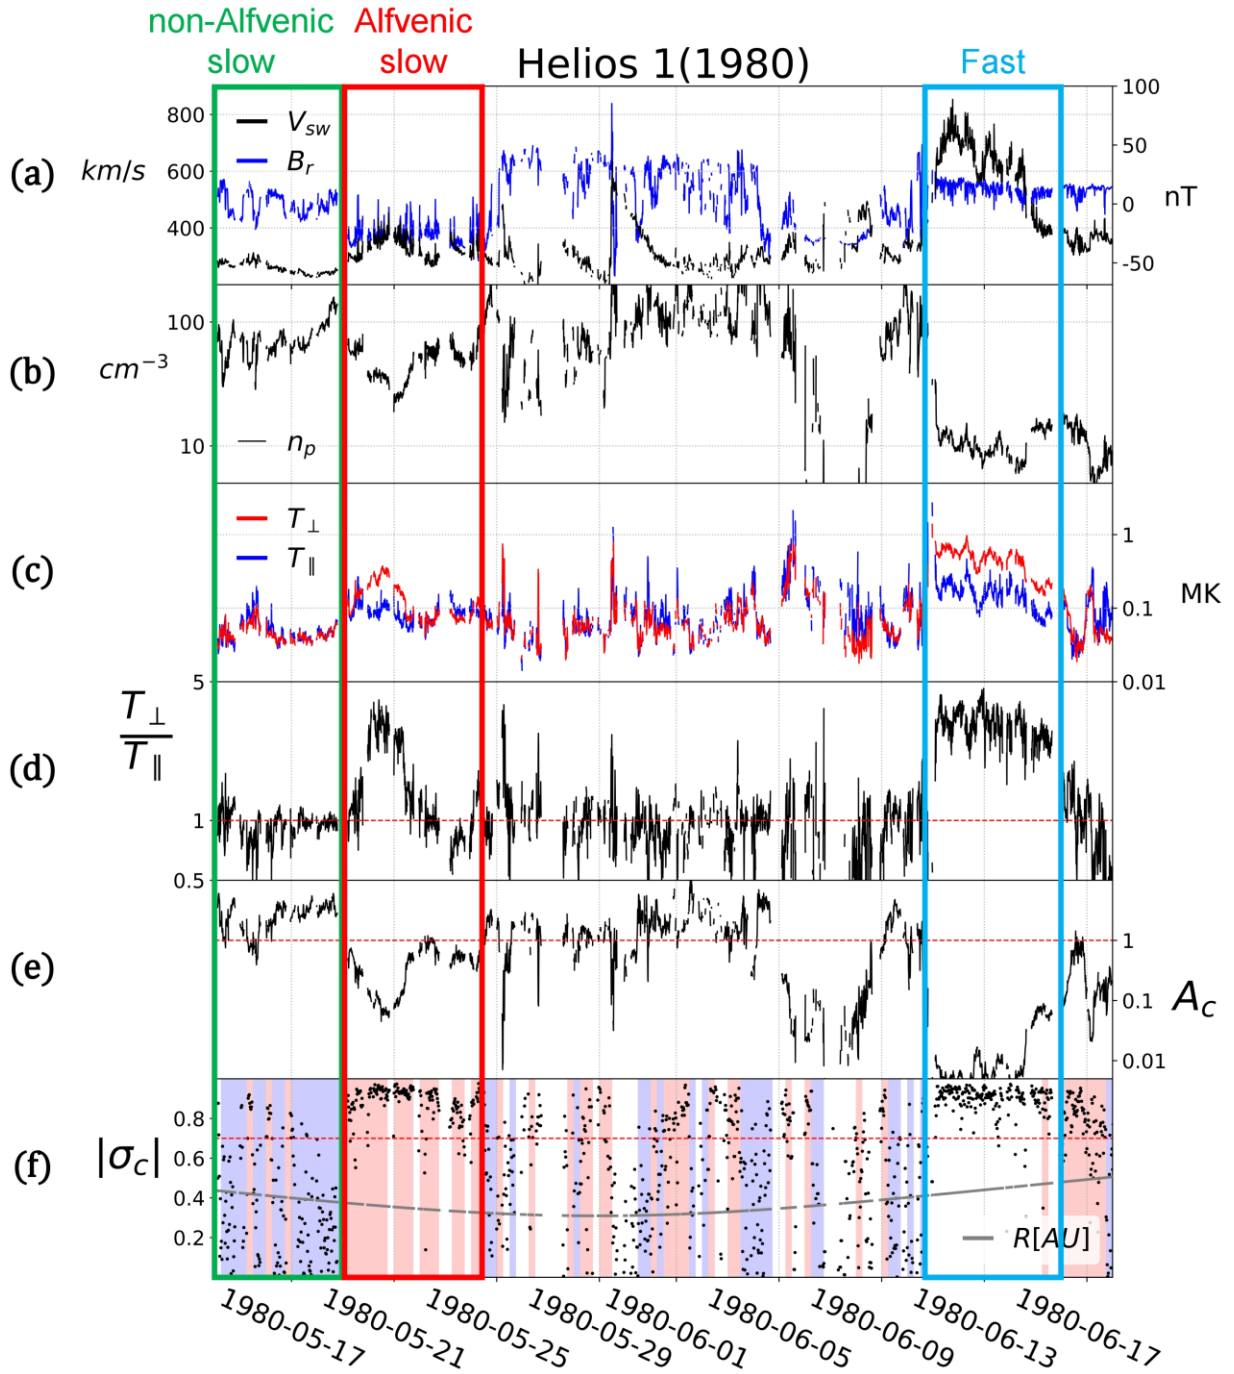 non-Alfvenic Alfvenic
slow slow Helios 1(1980) Fast
(a) km/s 800 600 400 V_sw B_r 100 50 0 -50 nT
(b) cm⁻³ 100 10 n_p
(c) T_⊥ T_∥ 1 0.1 0.01 MK
(d) T_⊥/T_∥ 5 1 0.5
(e) 1 0.1 0.01 A_c
(f) |σ_c| 0.8 0.6 0.4 0.2 R[AU]
1980-05-17 1980-05-21 1980-05-25 1980-05-29 1980-06-01 1980-06-05 1980-06-09 1980-06-13 1980-06-17